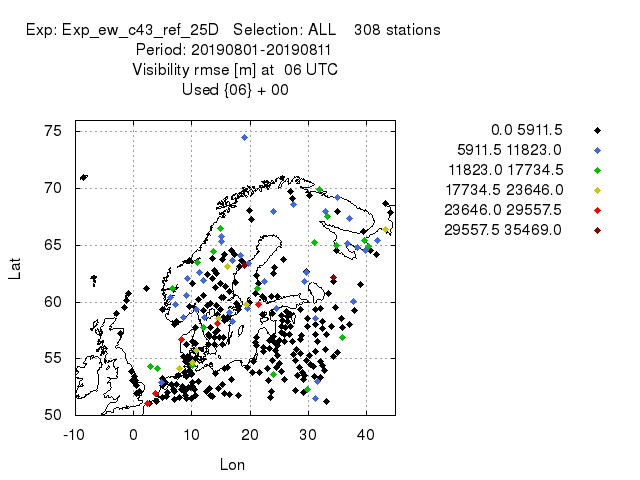 Exp: Exp_ew_c43_ref_25D   Selection: ALL    308 stations
Period: 20190801-20190811
Visibility rmse [m] at  06 UTC
Used {06} + 00
0.0 5911.5
5911.5 11823.0
11823.0 17734.5
17734.5 23646.0
23646.0 29557.5
29557.5 35469.0
75
70
65
60
55
50
Lat
-10 0 10 20 30 40
Lon